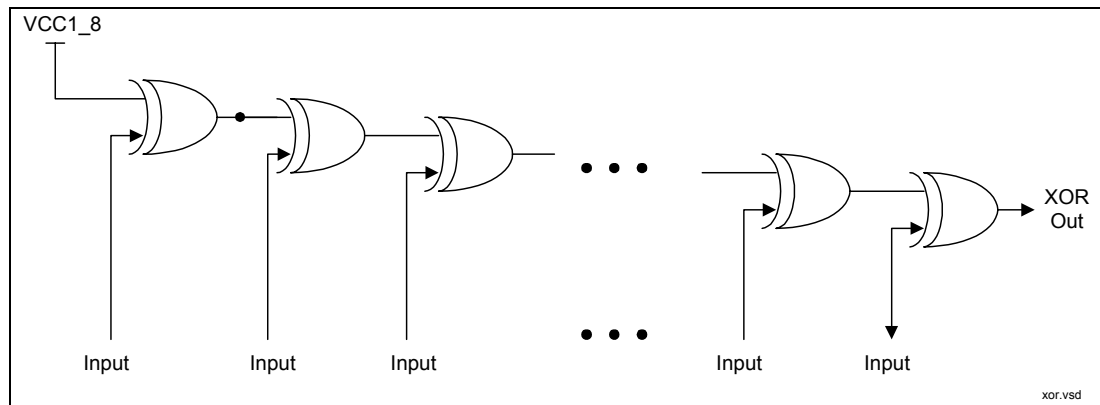 VCC1_8
XOR
Out
Input
Input
Input
Input
Input
xor.vsd